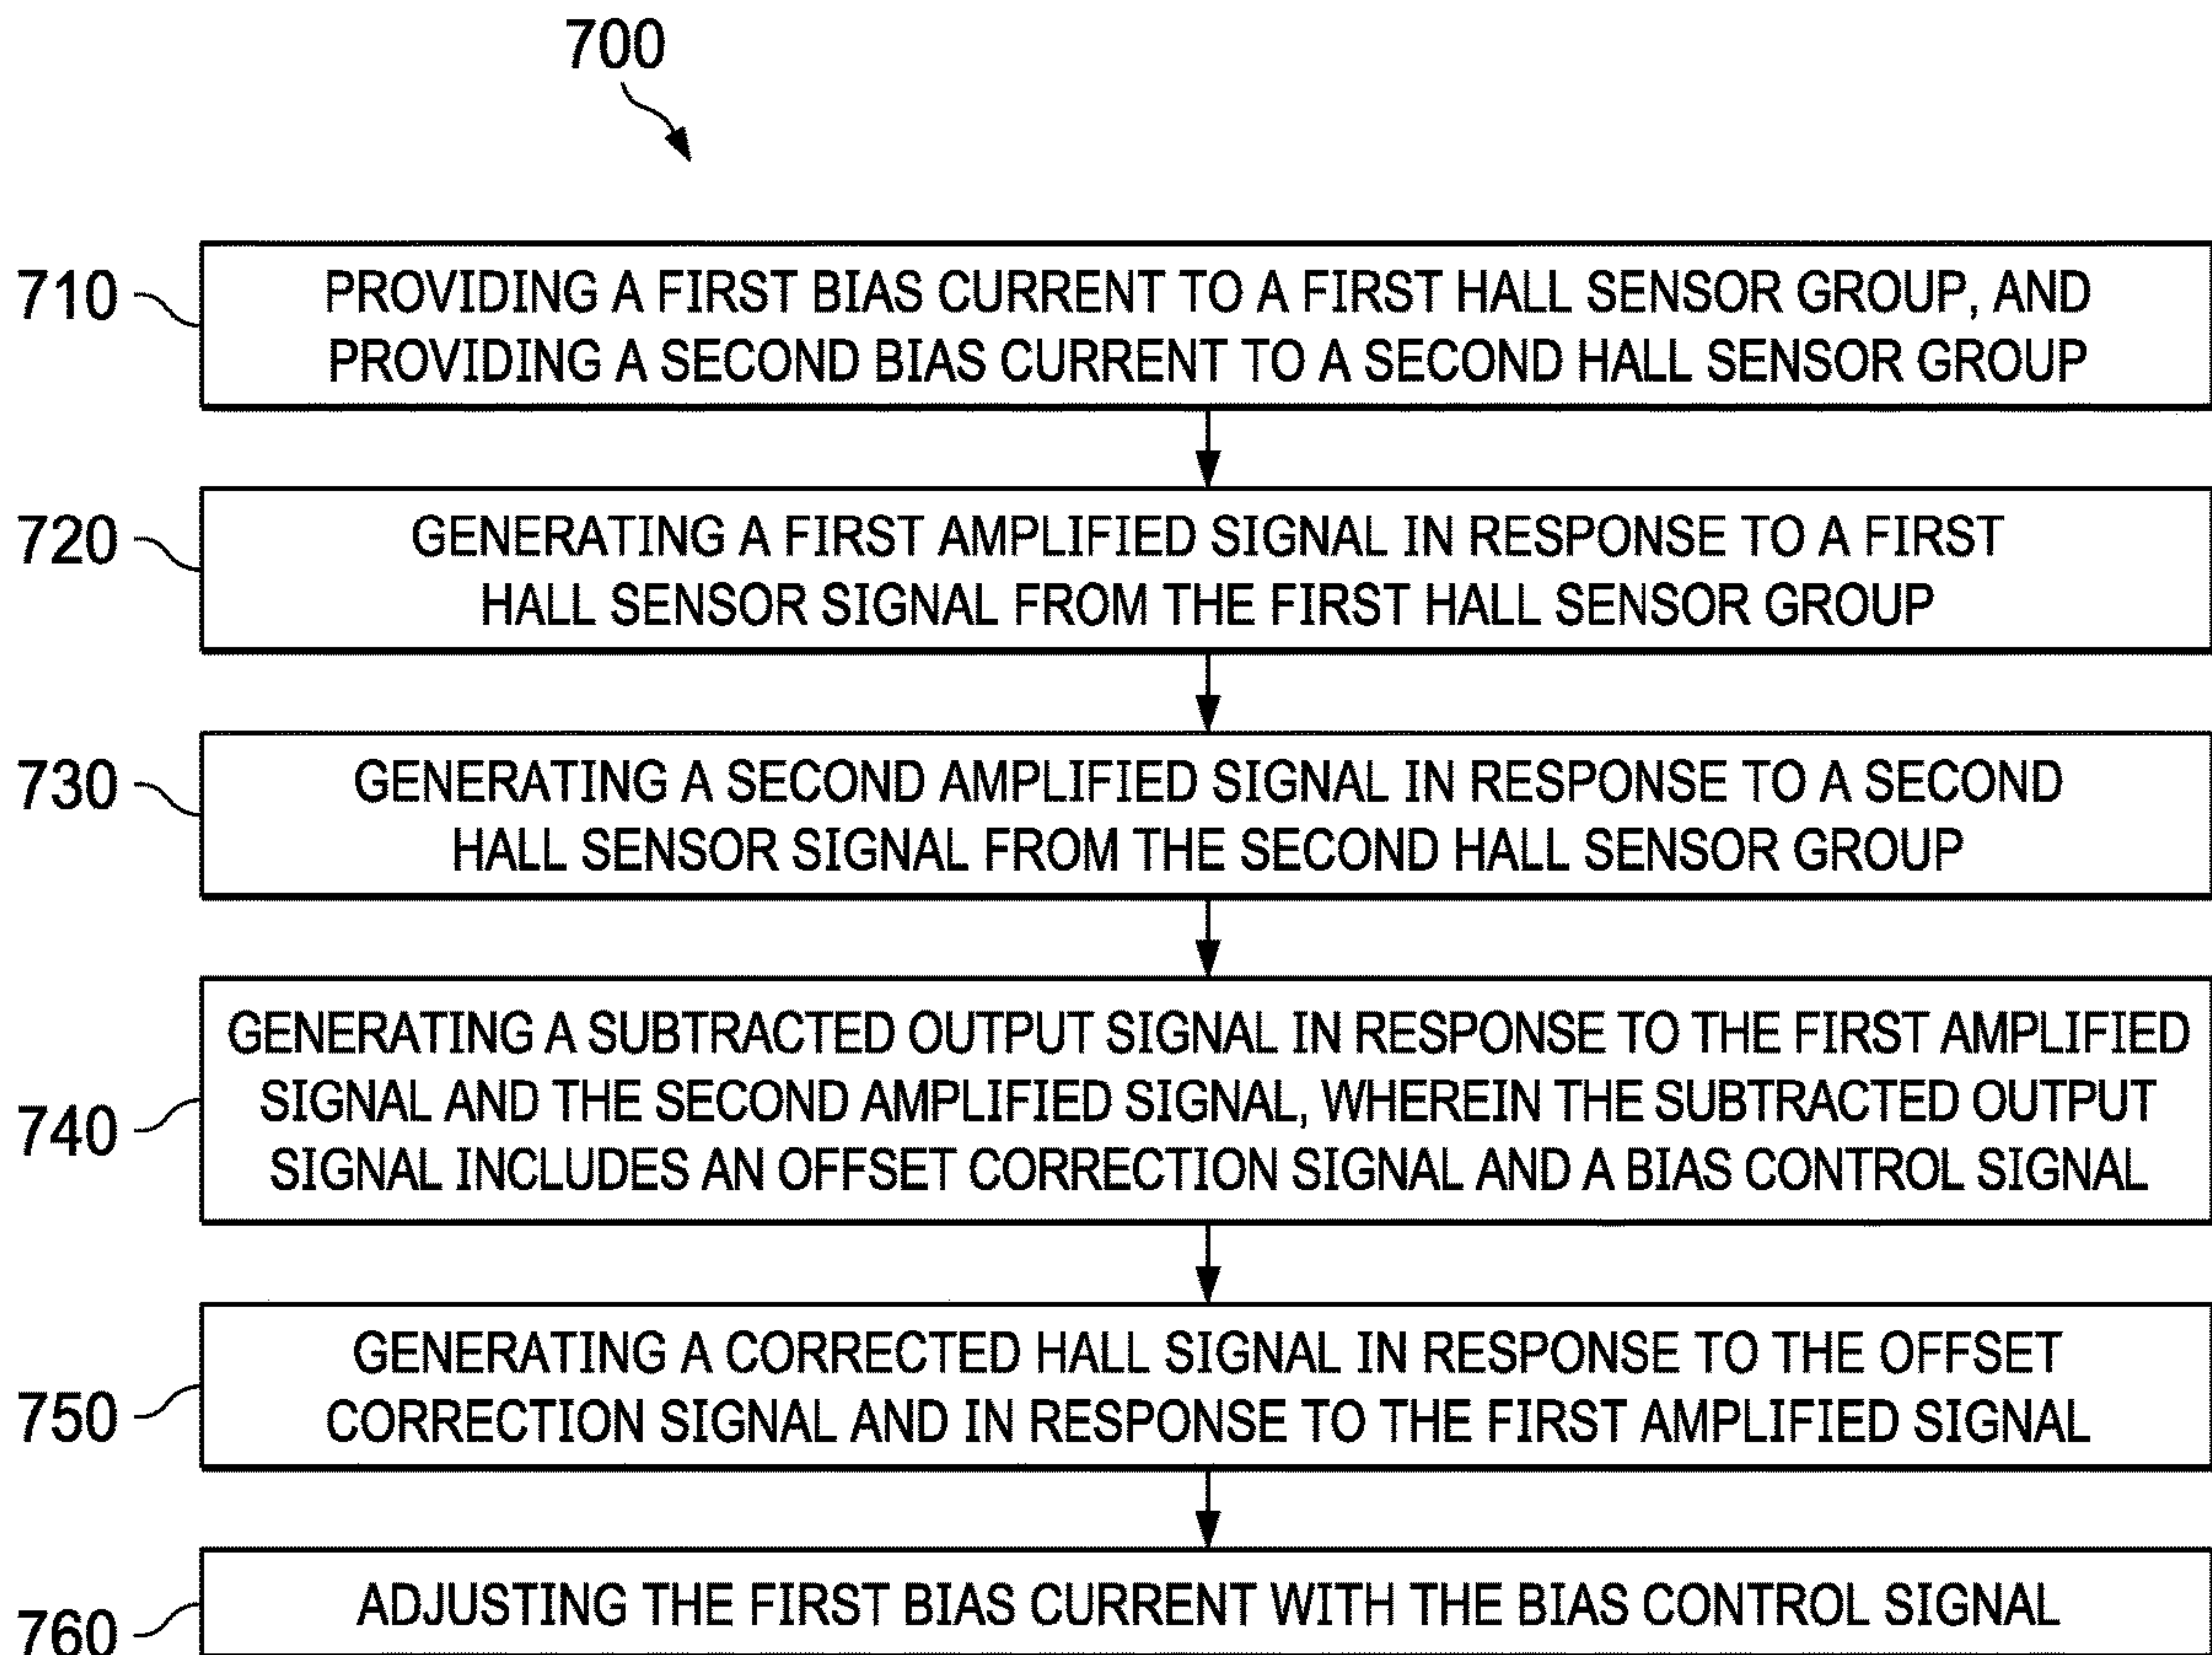 700
710
PROVIDING A FIRST BIAS CURRENT TO A FIRST HALL SENSOR GROUP, AND
PROVIDING A SECOND BIAS CURRENT TO A SECOND HALL SENSOR GROUP
720
GENERATING A FIRST AMPLIFIED SIGNAL IN RESPONSE TO A FIRST
HALL SENSOR SIGNAL FROM THE FIRST HALL SENSOR GROUP
730
GENERATING A SECOND AMPLIFIED SIGNAL IN RESPONSE TO A SECOND
HALL SENSOR SIGNAL FROM THE SECOND HALL SENSOR GROUP
740
GENERATING A SUBTRACTED OUTPUT SIGNAL IN RESPONSE TO THE FIRST AMPLIFIED
SIGNAL AND THE SECOND AMPLIFIED SIGNAL, WHEREIN THE SUBTRACTED OUTPUT
SIGNAL INCLUDES AN OFFSET CORRECTION SIGNAL AND A BIAS CONTROL SIGNAL
750
GENERATING A CORRECTED HALL SIGNAL IN RESPONSE TO THE OFFSET
CORRECTION SIGNAL AND IN RESPONSE TO THE FIRST AMPLIFIED SIGNAL
760
ADJUSTING THE FIRST BIAS CURRENT WITH THE BIAS CONTROL SIGNAL